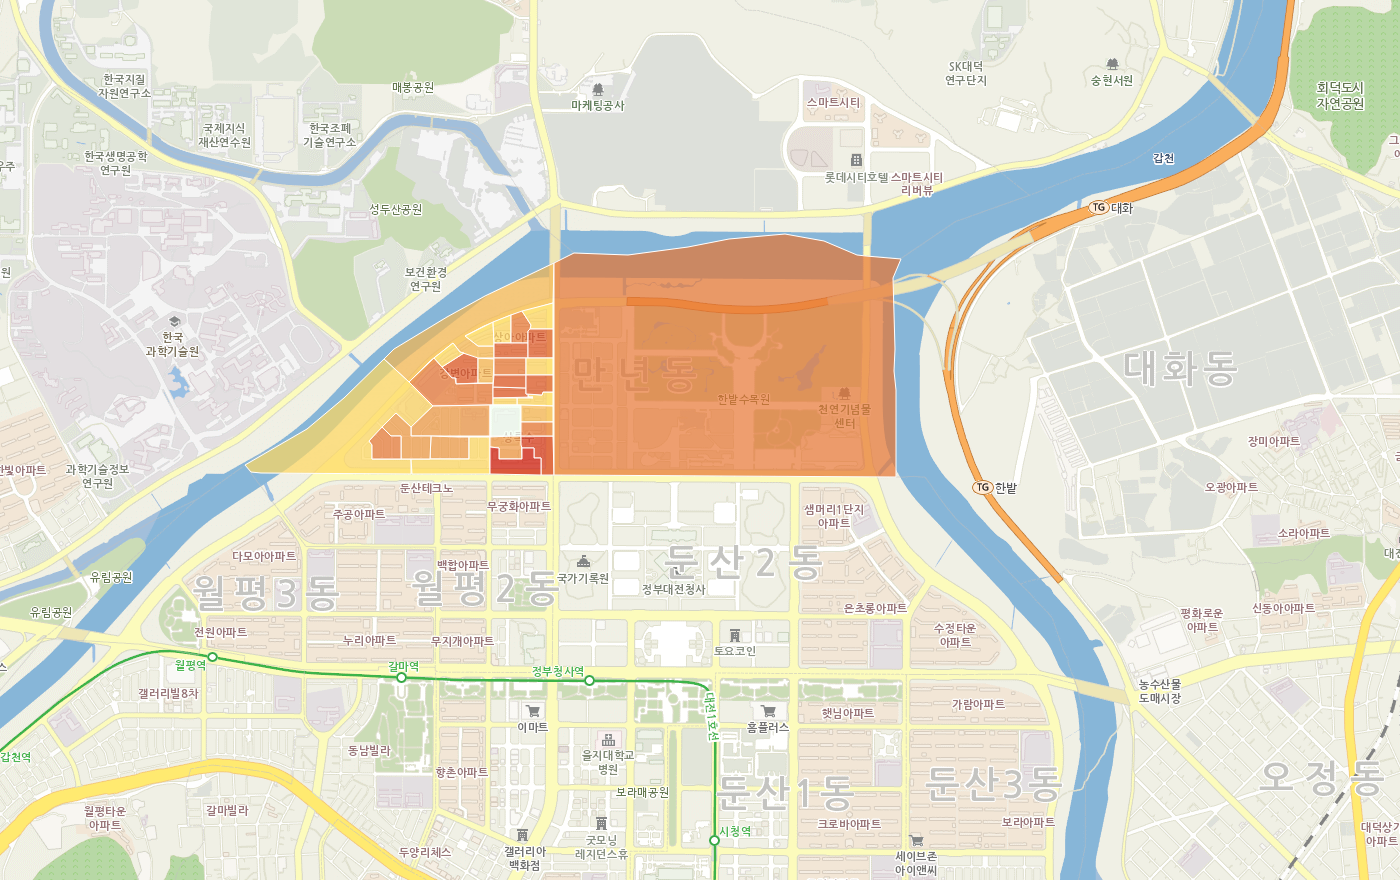 한국지질
자원연구소
매봉공원
마케팅공사
SK대덕
연구단지
숭현서원
회덕도시
자연공원
스마트시티
국제지식
재산연수원
한국조폐
기술연구소
한국생명공학
연구원
갑천
롯데시티호텔
스마트시티
리버뷰
성두산공원
TG 대화
보건환경
연구원
한국
과학기술원
상아아파트
강변아파트
만년동
한밭수목원
천연기념물
센터
대화동
장미아파트
한빛아파트
과학기술정보
연구원
오광아파트
TG 한밭
둔산테크노
무궁화아파트
주공아파트
샘머리1단지
아파트
소라아파트
다모아아파트
백합아파트
국가기록원
정부대전청사
둔산2동
월평3동
월평2동
유림공원
유림공원
은초롱아파트
평화로운
아파트
신동아아파트
전원아파트
누리아파트
무지개아파트
토요코인
수정타운
아파트
월평역
갈마역
정부청사역
갤러리빌8차
농수산물
도매시장
가람아파트
햇님아파트
이마트
홈플러스
대전1호선
갑천역
동남빌라
을지대학교
병원
향촌아파트
보라매공원
둔산1동
둔산3동
오정동
월평타운
아파트
갈마빌라
시청역
크로바아파트
보라아파트
굿모닝
레지던스휴
갤러리아
백화점
두양리체스
세이브존
아이앤씨